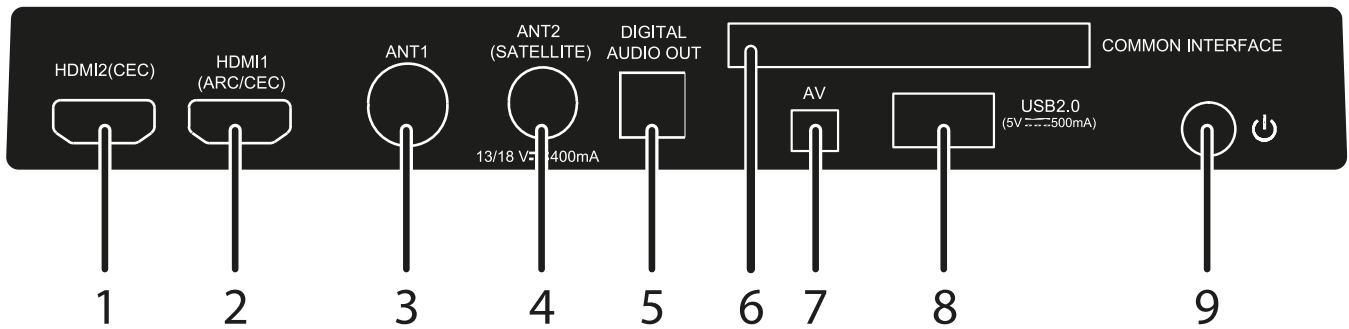 HDMI2(CEC)
HDMI1
(ARC/CEC)
ANT1
ANT2
(SATELLITE)
13/18 V 400mA
DIGITAL
AUDIO OUT
COMMON INTERFACE
AV
USB2.0
(5V 500mA)
1 2 3 4 5 6 7 8 9